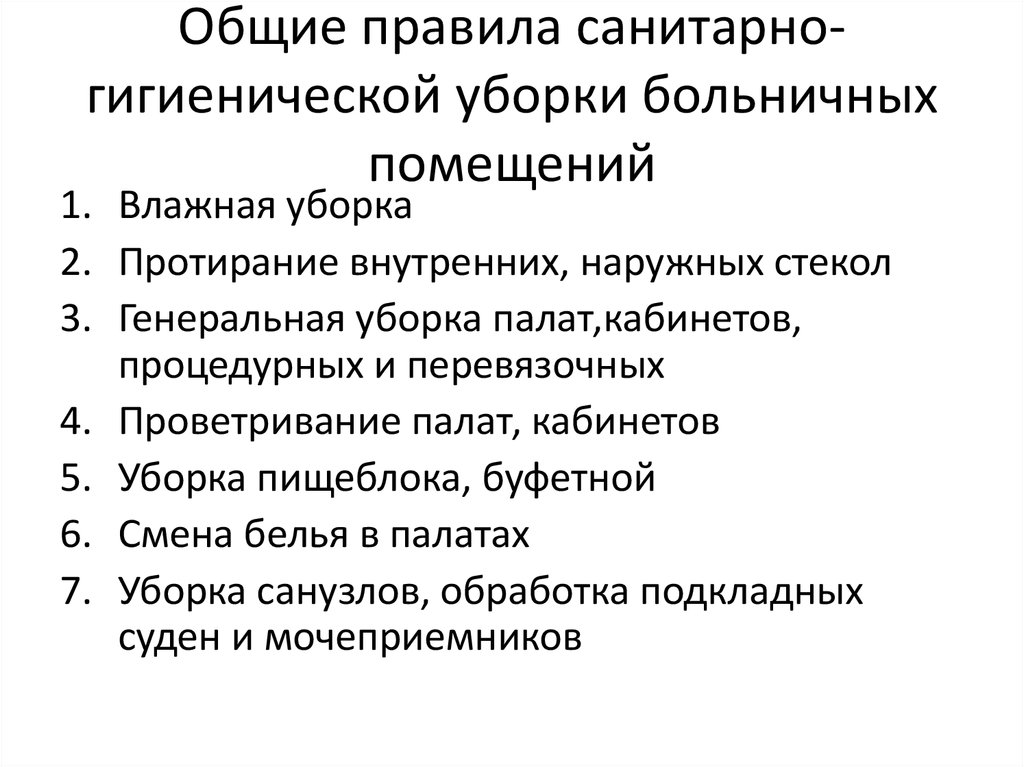 Общие правила санитарно-
гигиенической уборки больничных
помещений
1. Влажная уборка
2. Протирание внутренних, наружных стекол
3. Генеральная уборка палат,кабинетов,
процедурных и перевязочных
4. Проветривание палат, кабинетов
5. Уборка пищеблока, буфетной
6. Смена белья в палатах
7. Уборка санузлов, обработка подкладных
суден и мочеприемников